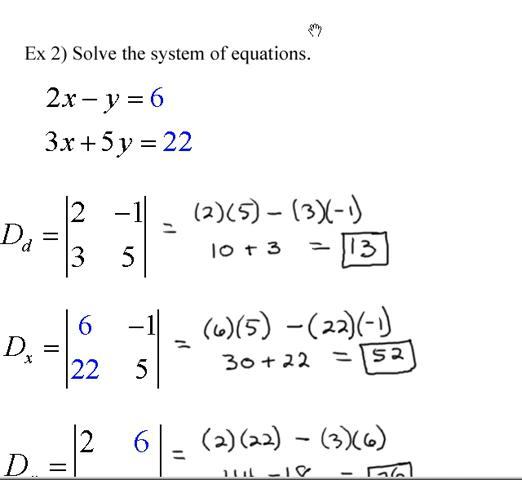 Ex 2) Solve the system of equations.
2x − y = 6
3x + 5y = 22
D_d = |2 −1| = (2)(5) − (3)(−1)
|3 5| 10 + 3 = 13
D_x = |6 −1| = (6)(5) − (22)(−1)
|22 5| 30 + 22 = 52
D = |2 6| = (2)(22) − (3)(6)